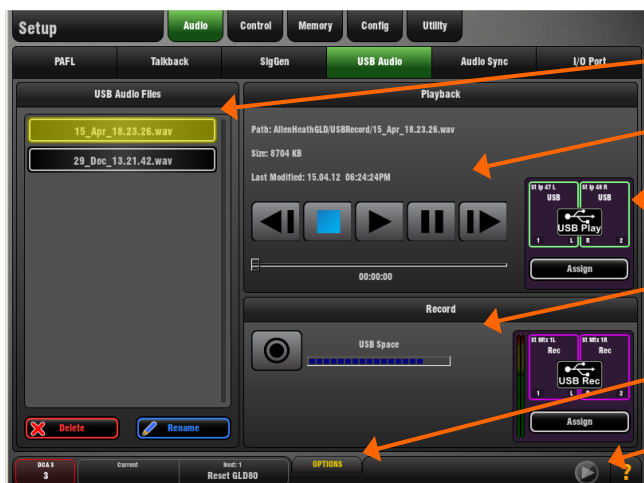 Setup
Audio
Control
Memory
Config
Utility
PAFL
Talkback
SigGen
USB Audio
Audio Sync
I/O Port
USB Audio Files
15_Apr_18.23.26.wav
29_Dec_13.21.42.wav
Delete
Rename
Playback
Path: AllenHeathGLD/USBRecord/15_Apr_18.23.26.wav
Size: 8704 KB
Last Modified: 15.04.12 06:24:24PM
00:00:00
St Ip 47 L St Ip 48 R
USB USB
USB Play
1 L R 2
Assign
Record
USB Space
St Mtx 1L St Mtx 1R
Rec Rec
USB Rec
1 L R 2
Assign
DCA 3
3
Current
Next: 1
Reset GLD80
OPTIONS
?